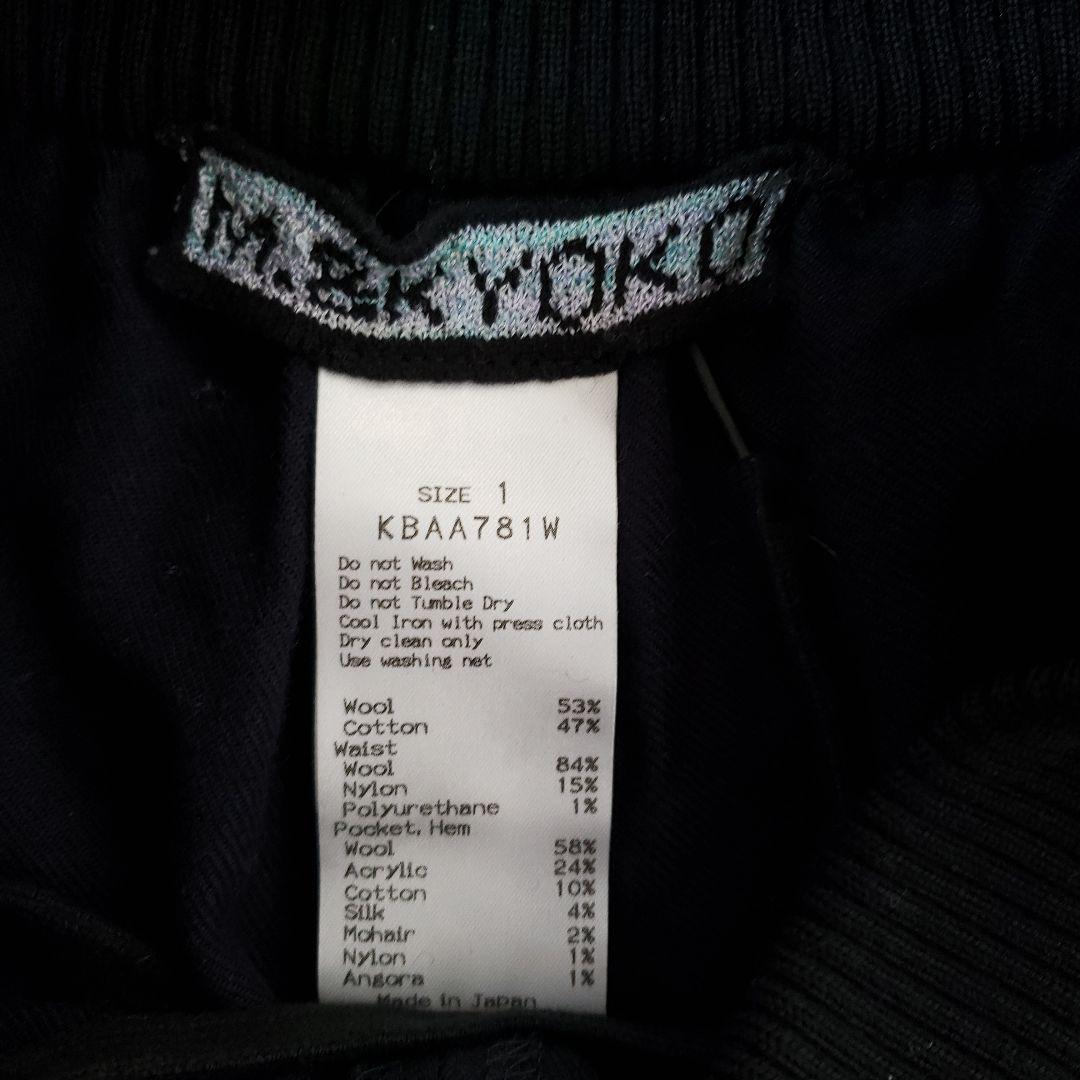 M.&KYOKO
SIZE 1
KBAA781W
Do not Wash
Do not Bleach
Do not Tumble Dry
Cool Iron with press cloth
Dry clean only
Use washing net
Wool 53%
Cotton 47%
Waist
Wool 84%
Nylon 15%
Polyurethane 1%
Pocket, Hem
Wool 58%
Acrylic 24%
Cotton 10%
Silk 4%
Mohair 2%
Nylon 1%
Angora 1%
Made in Japan